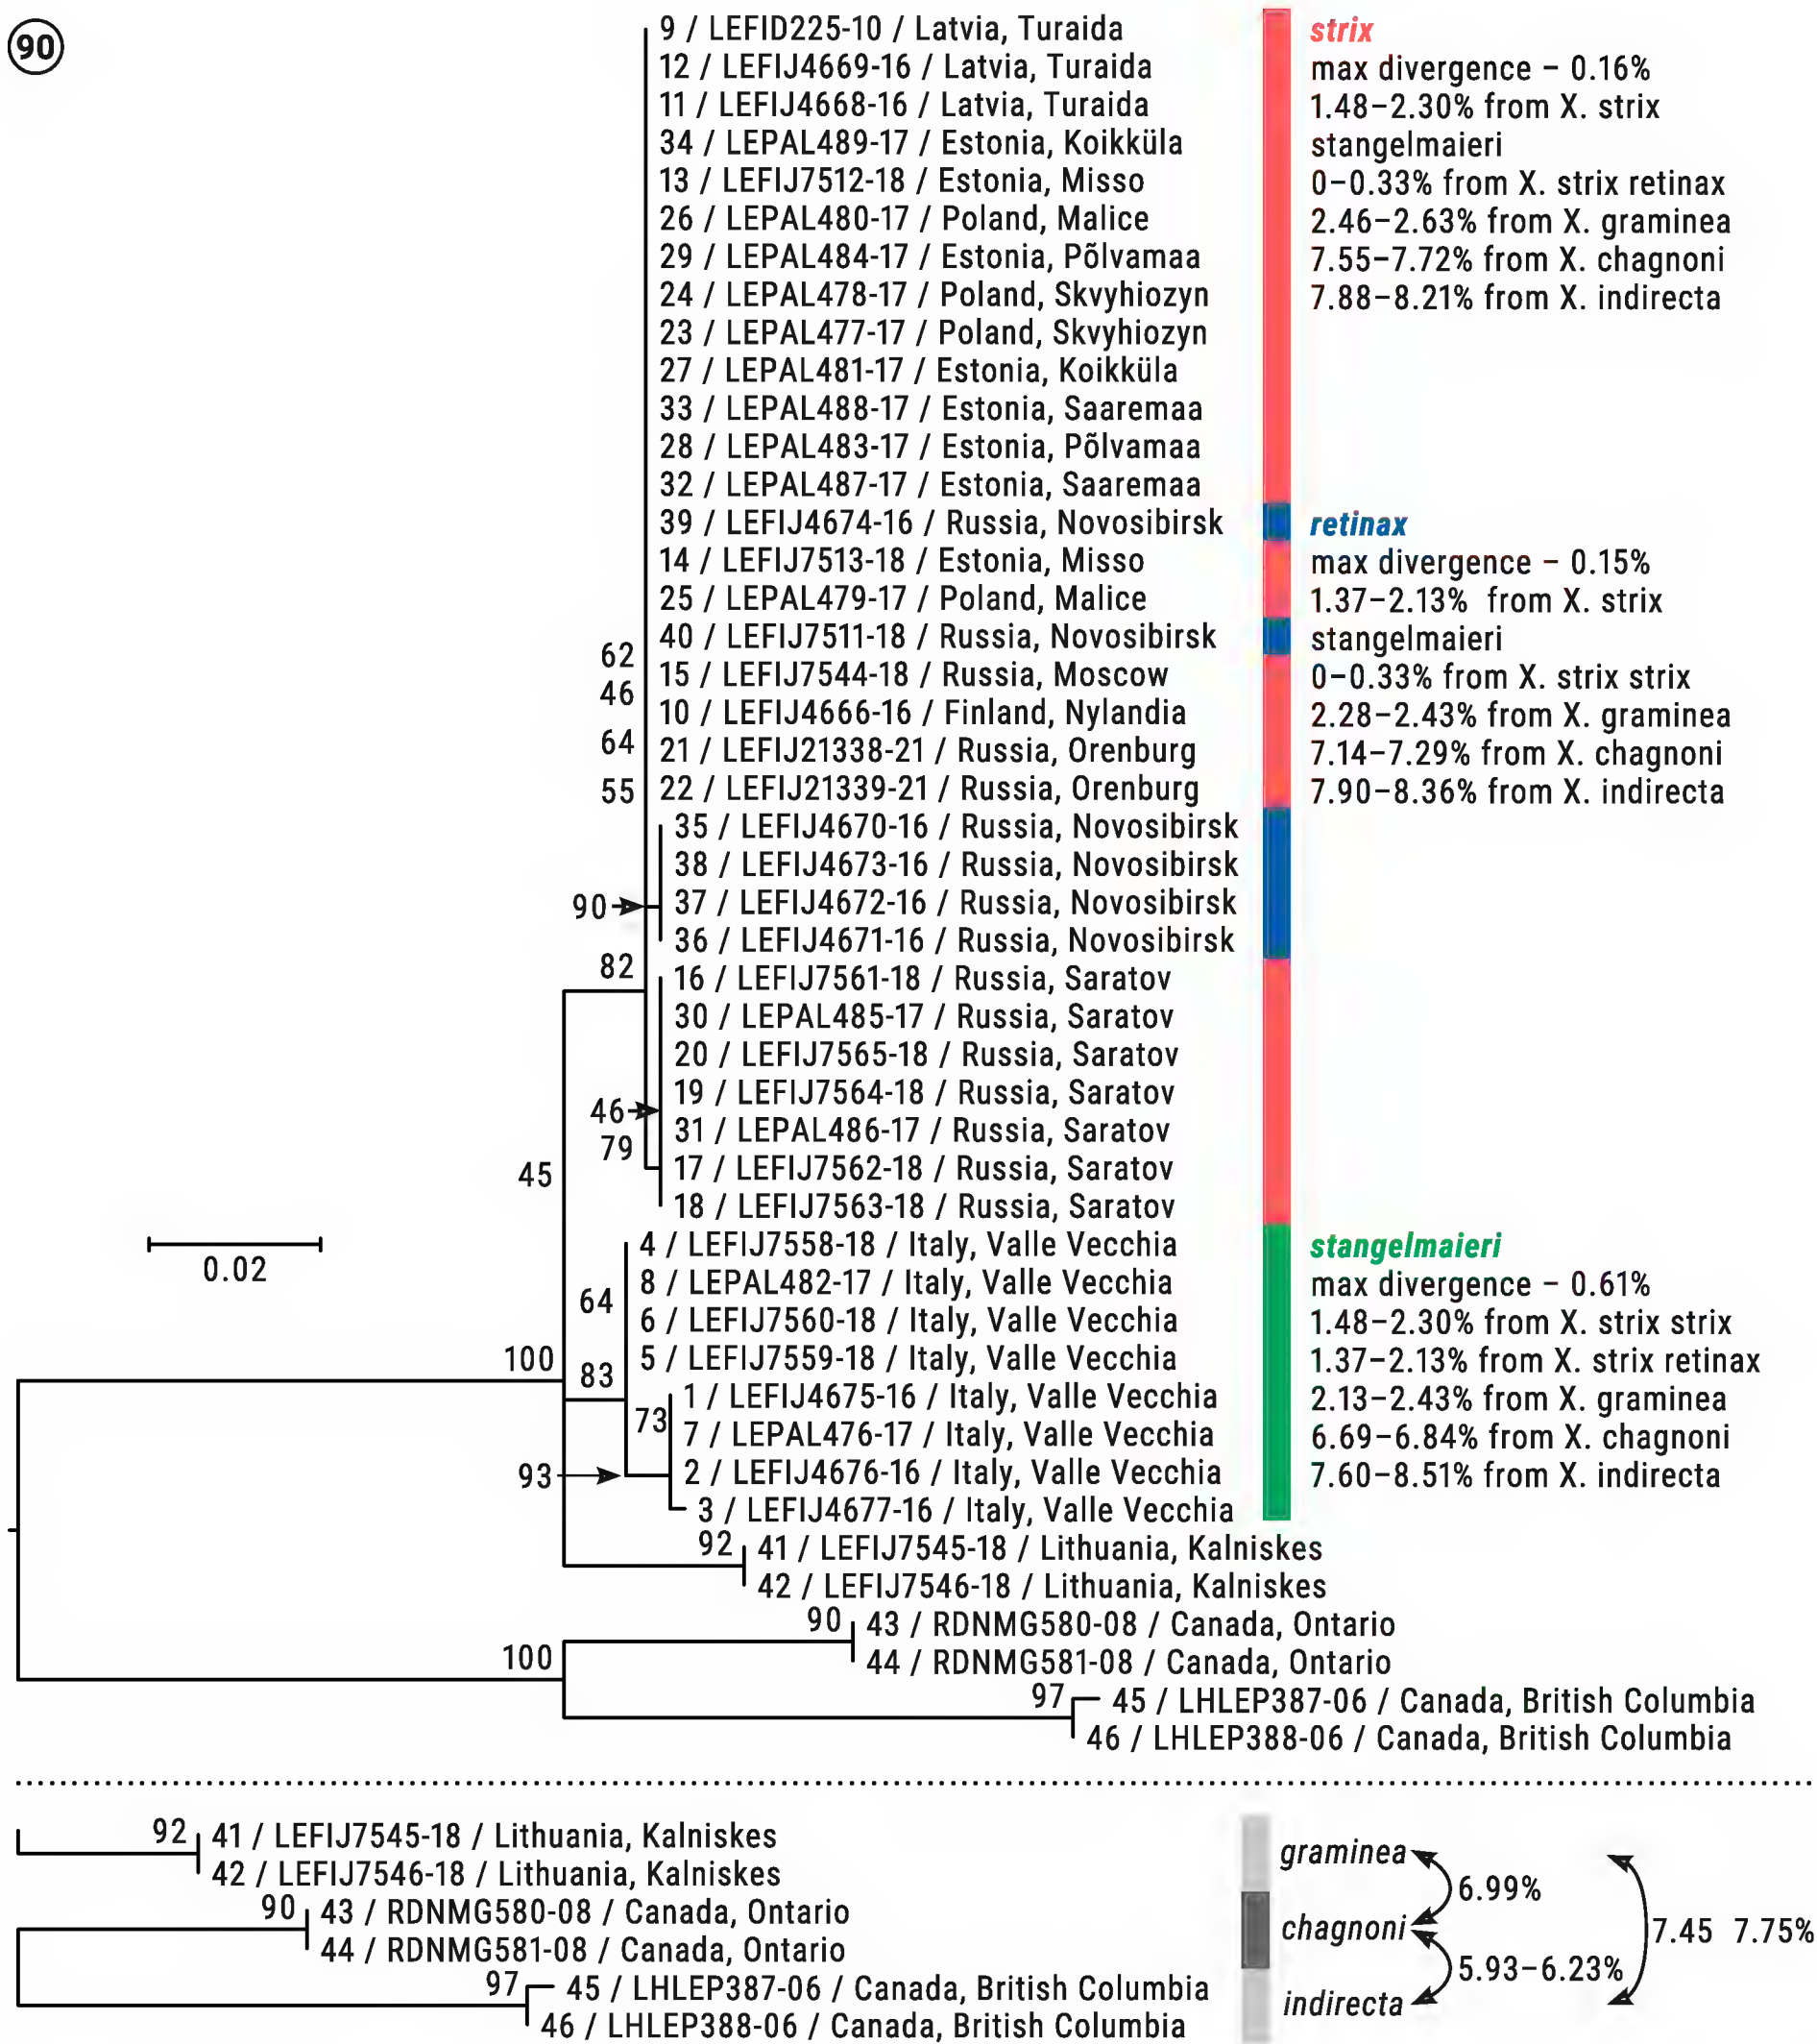 90
9 / LEFID225-10 / Latvia, Turaida
12 / LEFIJ4669-16 / Latvia, Turaida
11 / LEFIJ4668-16 / Latvia, Turaida
34 / LEPAL489-17 / Estonia, Koikküla
13 / LEFIJ7512-18 / Estonia, Misso
26 / LEPAL480-17 / Poland, Malice
29 / LEPAL484-17 / Estonia, Põlvamaa
24 / LEPAL478-17 / Poland, Skvyhiozyn
23 / LEPAL477-17 / Poland, Skvyhiozyn
27 / LEPAL481-17 / Estonia, Koikküla
33 / LEPAL488-17 / Estonia, Saaremaa
28 / LEPAL483-17 / Estonia, Põlvamaa
32 / LEPAL487-17 / Estonia, Saaremaa
39 / LEFIJ4674-16 / Russia, Novosibirsk
14 / LEFIJ7513-18 / Estonia, Misso
25 / LEPAL479-17 / Poland, Malice
40 / LEFIJ7511-18 / Russia, Novosibirsk
15 / LEFIJ7544-18 / Russia, Moscow
10 / LEFIJ4666-16 / Finland, Nylandia
21 / LEFIJ21338-21 / Russia, Orenburg
22 / LEFIJ21339-21 / Russia, Orenburg
35 / LEFIJ4670-16 / Russia, Novosibirsk
38 / LEFIJ4673-16 / Russia, Novosibirsk
37 / LEFIJ4672-16 / Russia, Novosibirsk
36 / LEFIJ4671-16 / Russia, Novosibirsk
16 / LEFIJ7561-18 / Russia, Saratov
30 / LEPAL485-17 / Russia, Saratov
20 / LEFIJ7565-18 / Russia, Saratov
19 / LEFIJ7564-18 / Russia, Saratov
31 / LEPAL486-17 / Russia, Saratov
17 / LEFIJ7562-18 / Russia, Saratov
18 / LEFIJ7563-18 / Russia, Saratov
4 / LEFIJ7558-18 / Italy, Valle Vecchia
8 / LEPAL482-17 / Italy, Valle Vecchia
6 / LEFIJ7560-18 / Italy, Valle Vecchia
5 / LEFIJ7559-18 / Italy, Valle Vecchia
1 / LEFIJ4675-16 / Italy, Valle Vecchia
7 / LEPAL476-17 / Italy, Valle Vecchia
2 / LEFIJ4676-16 / Italy, Valle Vecchia
3 / LEFIJ4677-16 / Italy, Valle Vecchia
41 / LEFIJ7545-18 / Lithuania, Kalniskes
42 / LEFIJ7546-18 / Lithuania, Kalniskes
43 / RDNMG580-08 / Canada, Ontario
44 / RDNMG581-08 / Canada, Ontario
45 / LHLEP387-06 / Canada, British Columbia
46 / LHLEP388-06 / Canada, British Columbia
62
46
64
55
90
82
46
79
45
64
100
83
73
93
92
90
100
97
0.02
strix
max divergence – 0.16%
1.48–2.30% from X. strix
stangelmaieri
0–0.33% from X. strix retinax
2.46–2.63% from X. graminea
7.55–7.72% from X. chagnoni
7.88–8.21% from X. indirecta
retinax
max divergence – 0.15%
1.37–2.13% from X. strix
stangelmaieri
0–0.33% from X. strix strix
2.28–2.43% from X. graminea
7.14–7.29% from X. chagnoni
7.90–8.36% from X. indirecta
stangelmaieri
max divergence – 0.61%
1.48–2.30% from X. strix strix
1.37–2.13% from X. strix retinax
2.13–2.43% from X. graminea
6.69–6.84% from X. chagnoni
7.60–8.51% from X. indirecta
92
41 / LEFIJ7545-18 / Lithuania, Kalniskes
42 / LEFIJ7546-18 / Lithuania, Kalniskes
90
43 / RDNMG580-08 / Canada, Ontario
44 / RDNMG581-08 / Canada, Ontario
97
45 / LHLEP387-06 / Canada, British Columbia
46 / LHLEP388-06 / Canada, British Columbia
graminea
6.99%
chagnoni
7.45 7.75%
5.93–6.23%
indirecta